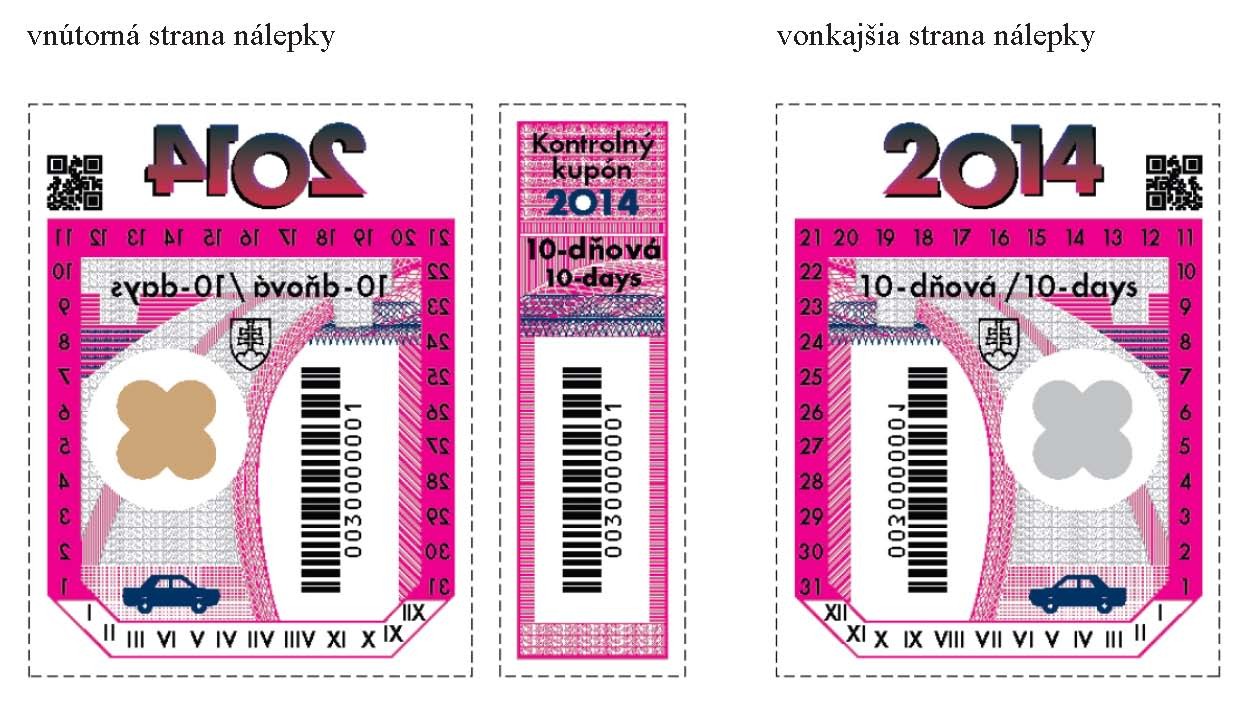 vnútorná strana nálepky
vonkajšia strana nálepky
2014
11 12 13 14 15 16 17 18 19 20 21
10 22
10-dňová / 10-days
9 23
8 24
7 25
6 26
5 27
4 28
3 29
2 30
1 31
003000001
I II III IV V VI VII VIII IX X XI XII
Kontrolný
kupón
2014
10-dňová
10-days
003000001
2014
21 20 19 18 17 16 15 14 13 12 11
22 10
10-dňová / 10-days
23 9
24 8
25 7
26 6
27 5
28 4
29 3
30 2
31 1
003000001
XII XI X IX VIII VII VI V IV III II I